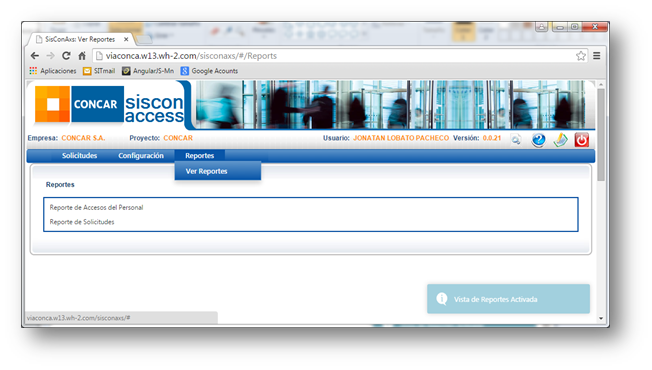 SisConAxs: Ver Reportes
viaconca.w13.wh-2.com/sisconaxs/#/Reports
Aplicaciones SITmail AngularJS-Mn Google Acounts
CONCAR siscon access
Empresa: CONCAR S.A. Proyecto: CONCAR Usuario: JONATAN LOBATO PACHECO Versión: 0.0.21
Solicitudes Configuración Reportes
Ver Reportes
Reportes
Reporte de Accesos del Personal
Reporte de Solicitudes
Vista de Reportes Activada
viaconca.w13.wh-2.com/sisconaxs/#